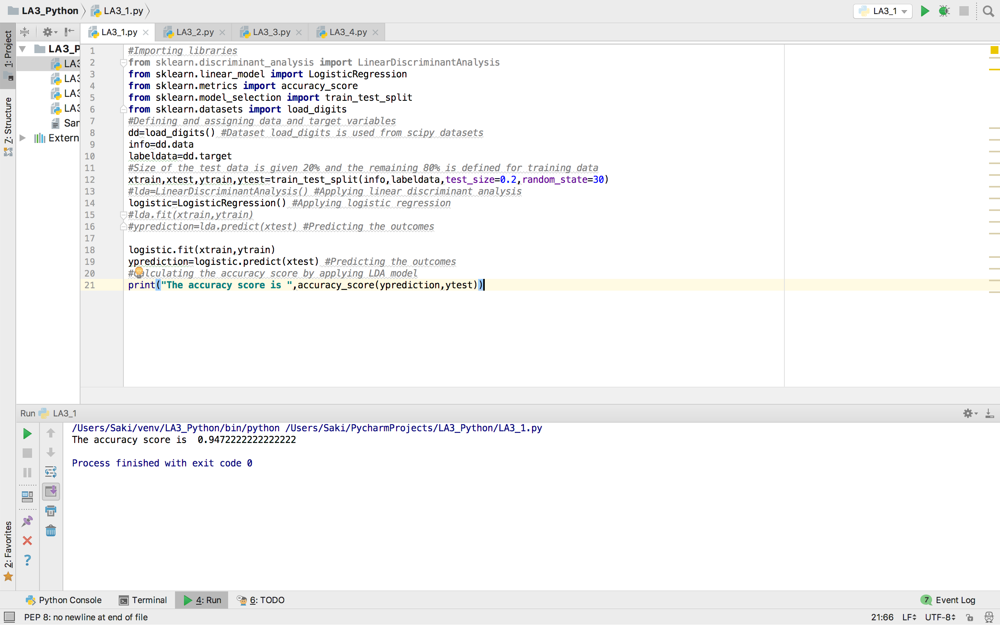 LA3_Python LA3_1.py LA3_1
1: Project
7: Structure
2: Favorites
LA3_1.py LA3_2.py LA3_3.py LA3_4.py
LA3_P
LA3
LA3
LA3
LA3
San
Extern
1 #Importing libraries
2 from sklearn.discriminant_analysis import LinearDiscriminantAnalysis
3 from sklearn.linear_model import LogisticRegression
4 from sklearn.metrics import accuracy_score
5 from sklearn.model_selection import train_test_split
6 from sklearn.datasets import load_digits
7 #Defining and assigning data and target variables
8 dd=load_digits() #Dataset load_digits is used from scipy datasets
9 info=dd.data
10 labeldata=dd.target
11 #Size of the test data is given 20% and the remaining 80% is defined for training data
12 xtrain,xtest,ytrain,ytest=train_test_split(info,labeldata,test_size=0.2,random_state=30)
13 #lda=LinearDiscriminantAnalysis() #Applying linear discriminant analysis
14 logistic=LogisticRegression() #Applying logistic regression
15 #lda.fit(xtrain,ytrain)
16 #yprediction=lda.predict(xtest) #Predicting the outcomes
17
18 logistic.fit(xtrain,ytrain)
19 yprediction=logistic.predict(xtest) #Predicting the outcomes
20 #Calculating the accuracy score by applying LDA model
21 print("The accuracy score is ",accuracy_score(yprediction,ytest))
Run LA3_1
/Users/Saki/venv/LA3_Python/bin/python /Users/Saki/PycharmProjects/LA3_Python/LA3_1.py
The accuracy score is  0.9472222222222222
Process finished with exit code 0
Python Console Terminal 4: Run 6: TODO 7 Event Log
PEP 8: no newline at end of file 21:66 LF UTF-8